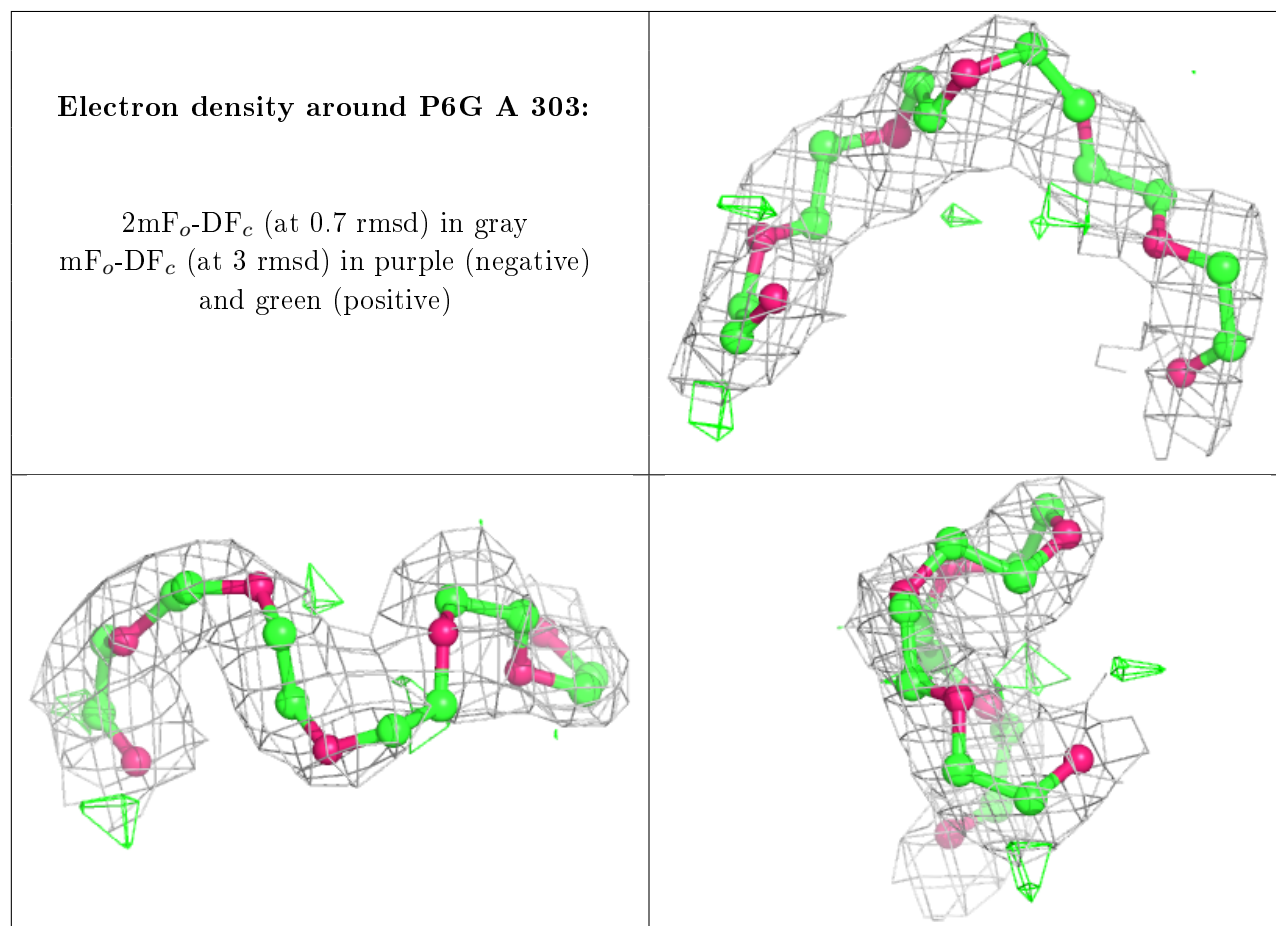 Electron density around P6G A 303:
2mFo-DFc (at 0.7 rmsd) in gray
mFo-DFc (at 3 rmsd) in purple (negative)
and green (positive)